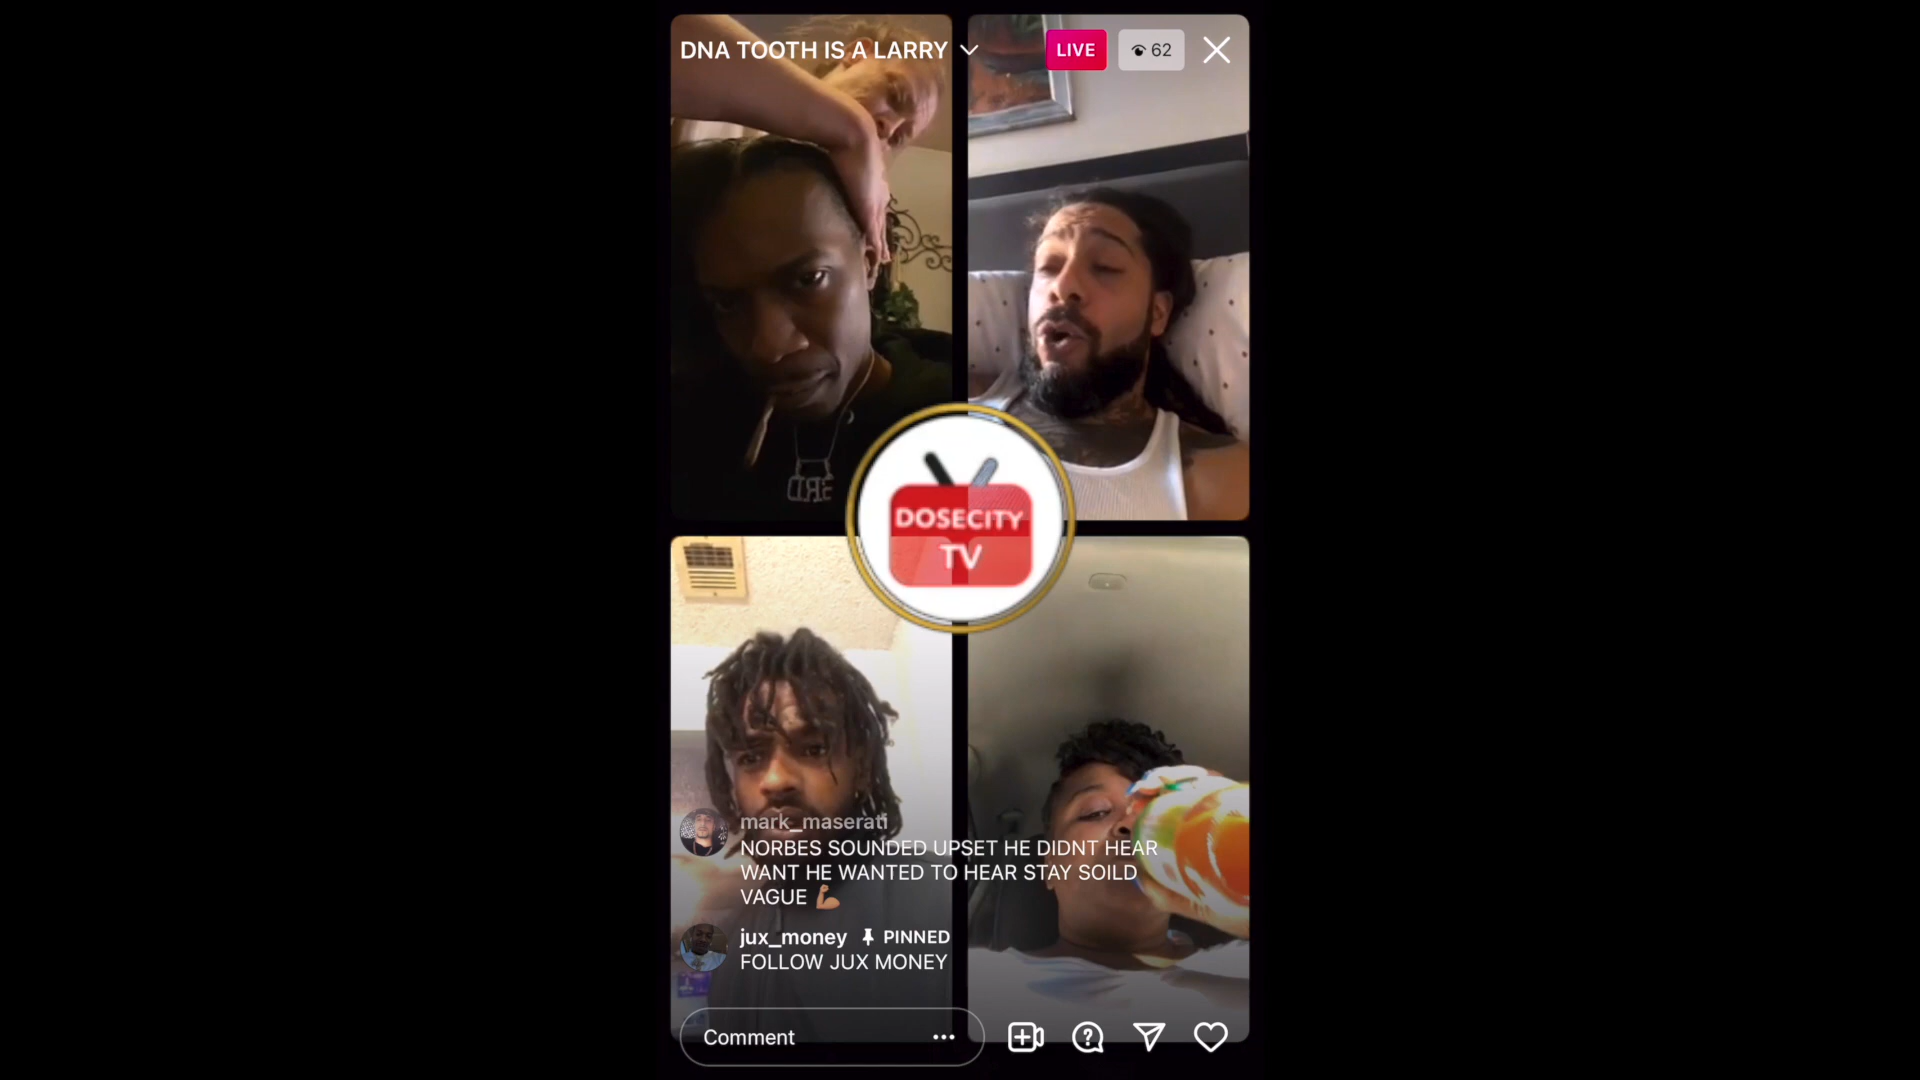 DNA TOOTH IS A LARRY
LIVE
62
DOSECITY
TV
mark_maserati
NORBES SOUNDED UPSET HE DIDNT HEAR
WANT HE WANTED TO HEAR STAY SOILD
VAGUE
jux_money PINNED
FOLLOW JUX MONEY
Comment